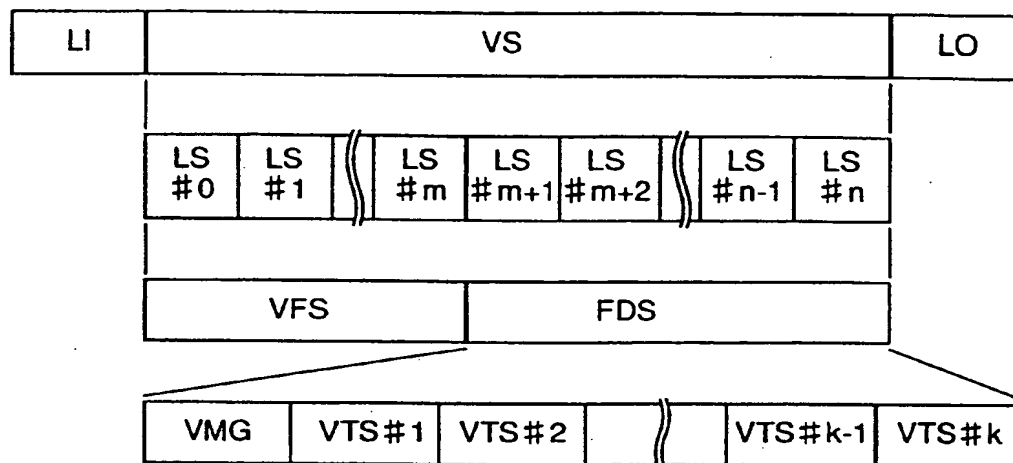 LI VS LO
LS LS LS LS LS LS LS
#0 #1 #m #m+1 #m+2 #n-1 #n
VFS FDS
VMG VTS#1 VTS#2 VTS#k-1 VTS#k